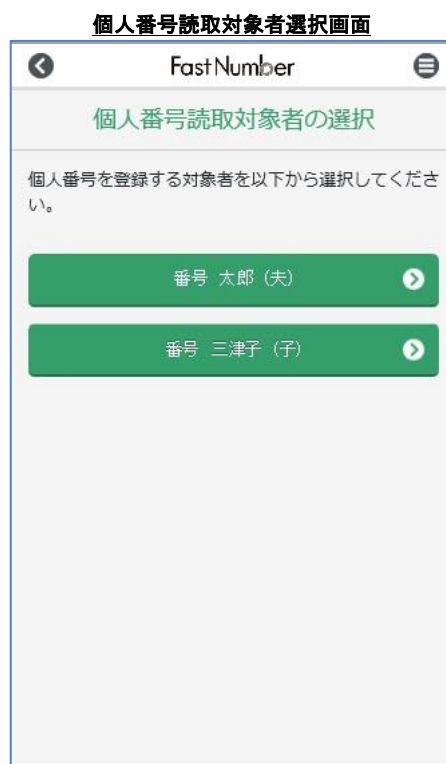 個人番号読取対象者選択画面
FastNumber
個人番号読取対象者の選択
個人番号を登録する対象者を以下から選択してくださ
い。
番号 太郎（夫）
番号 三津子（子）